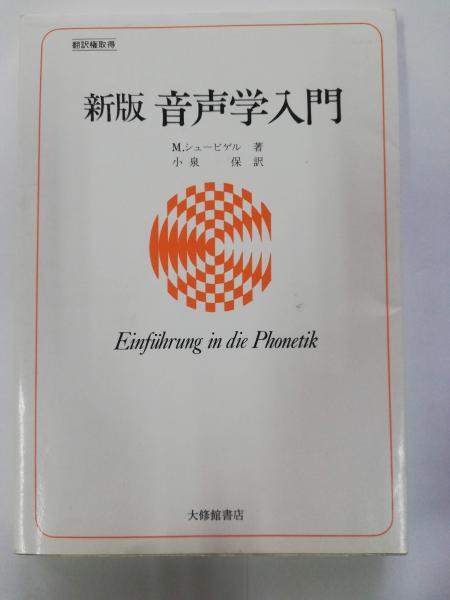 翻訳権取得
新版 音声学入門
M.シュービゲル 著
小泉 保 訳
Einführung in die Phonetik
大修館書店